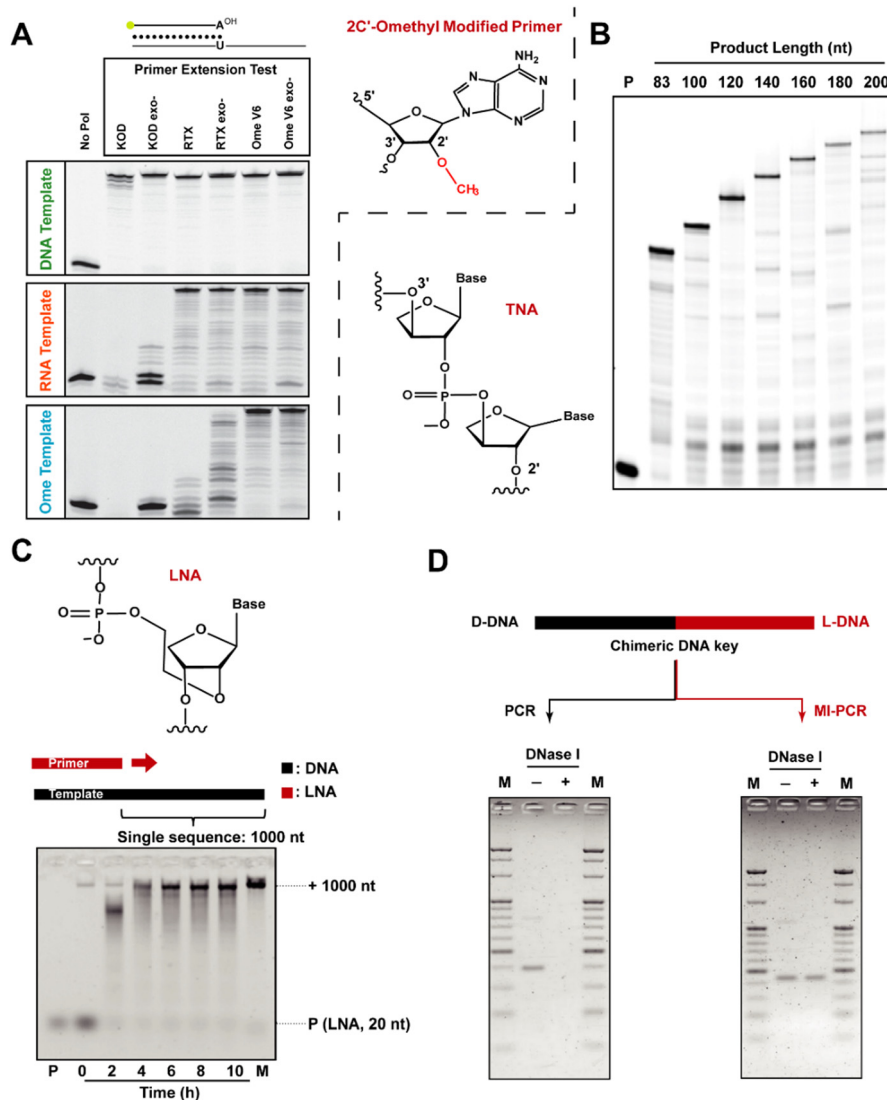 A
A OH
U
Primer Extension Test
No Pol
KOD
KOD exo-
RTX
RTX exo-
Ome V6
Ome V6 exo-
DNA Template
RNA Template
Ome Template
2C'-Omethyl Modified Primer
NH₂
N
N
N
N
5'
O
3'
2'
O
O
CH₃
3'
O
Base
O
TNA
O
O=P—O
O
Base
–
O
O 2'
B
Product Length (nt)
P 83 100 120 140 160 180 200
C
LNA
O
O=P—O
Base
–O
O
O
O
Primer
Template
: DNA
: LNA
Single sequence: 1000 nt
+ 1000 nt
P (LNA, 20 nt)
P 0 2 4 6 8 10 M
Time (h)
D
D-DNA
L-DNA
Chimeric DNA key
PCR
MI-PCR
DNase I
M – + M
DNase I
M – + M